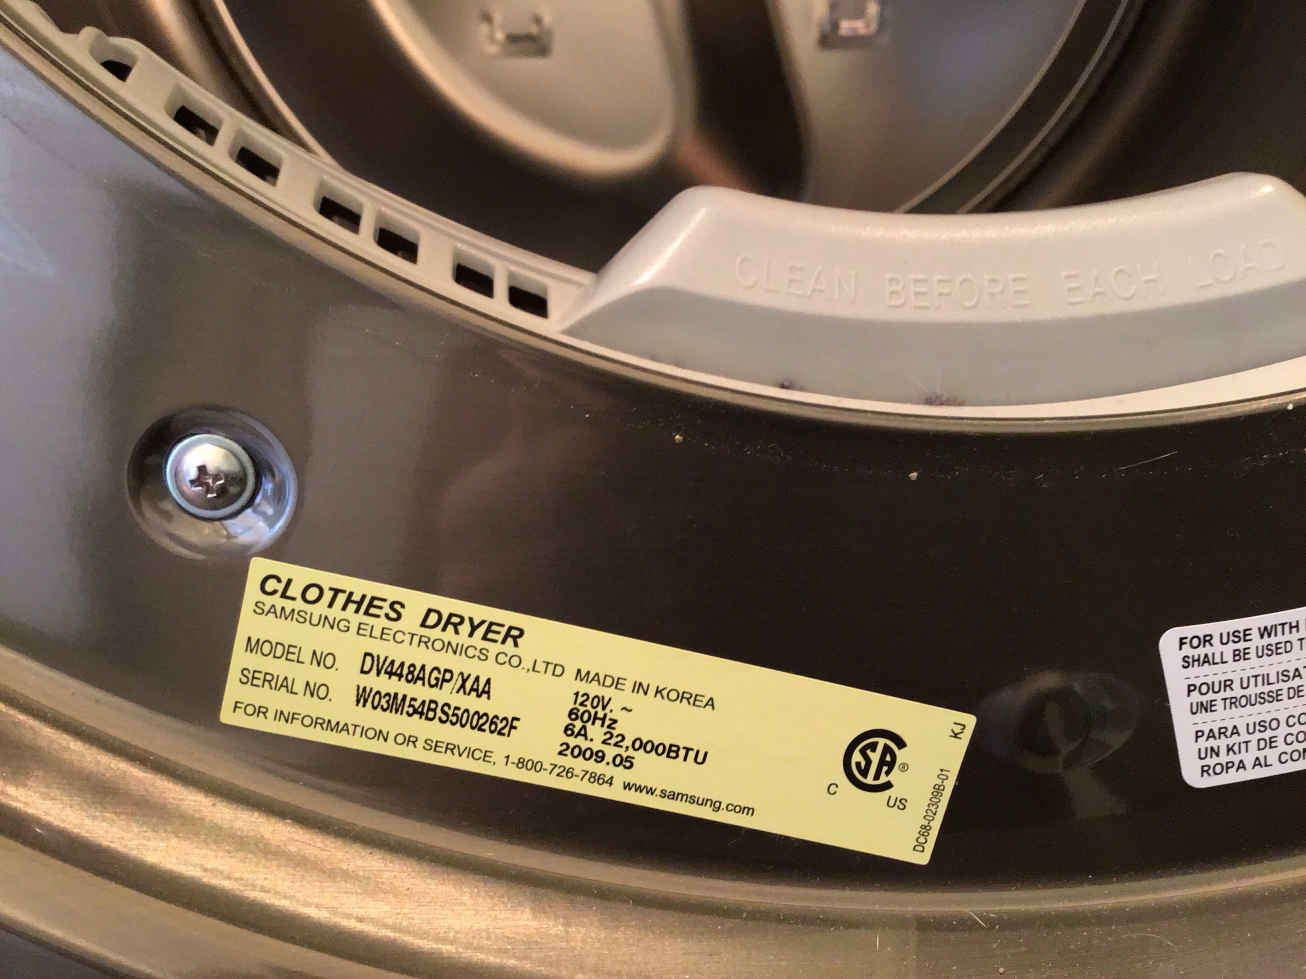 CLEAN BEFORE EACH LOAD
CLOTHES DRYER
SAMSUNG ELECTRONICS CO.,LTD MADE IN KOREA
MODEL NO. DV448AGP/XAA
SERIAL NO. W03M54BS500262F
120V. ~
60Hz
6A. 22,000BTU
2009.05
FOR INFORMATION OR SERVICE, 1-800-726-7864 www.samsung.com
SA ®
C US
KJ
DC68-02309B-01
FOR USE WITH
SHALL BE USED
POUR UTILISA
UNE TROUSSE DE
PARA USO CO
UN KIT DE CO
ROPA AL CO